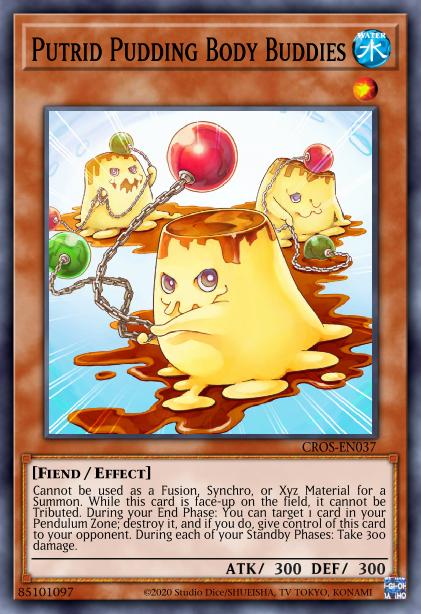 PUTRID PUDDING BODY BUDDIES
WATER
水
CROS-EN037
[FIEND / EFFECT]
Cannot be used as a Fusion, Synchro, or Xyz Material for a
Summon. While this card is face-up on the field, it cannot be
Tributed. During your End Phase: You can target 1 card in your
Pendulum Zone; destroy it, and if you do, give control of this card
to your opponent. During each of your Standby Phases: Take 300
damage.
ATK/ 300 DEF/ 300
85101097
©2020 Studio Dice/SHUEISHA, TV TOKYO, KONAMI